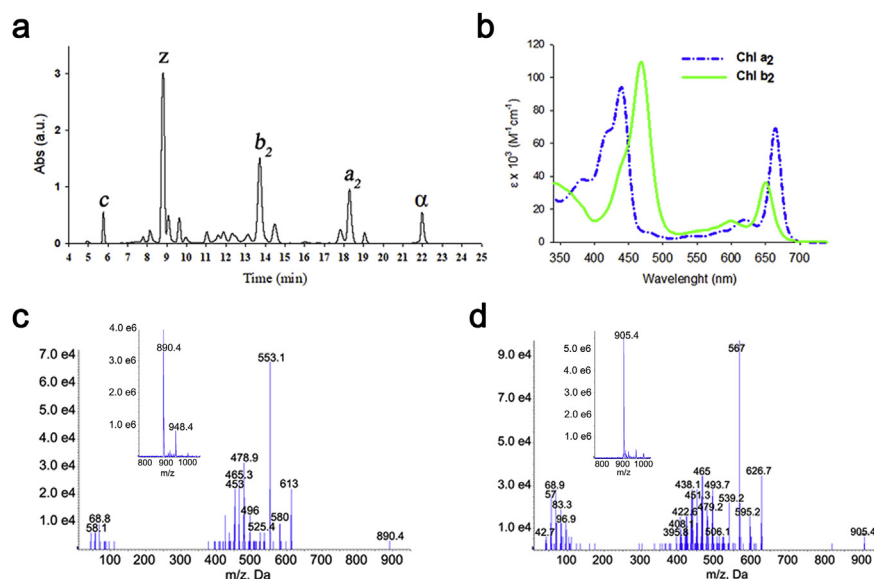 a
Abs (a.u.)
3
2
1
0
c
z
b2
a2
α
4 5 6 7 8 9 10 11 12 13 14 15 16 17 18 19 20 21 22 23 24 25
Time (min)
b
ε x 10³ (M⁻¹cm⁻¹)
120
100
80
60
40
20
0
Chl a2
Chl b2
350 400 450 500 550 600 650 700
Wavelenght (nm)
c
7.0 e4
6.0 e4
5.0 e4
4.0 e4
3.0 e4
2.0 e4
1.0 e4
4.0 e6
3.0 e6
2.0 e6
1.0 e6
890.4
948.4
800 900 1000
m/z
553.1
478.9
465.3
453
496
525.4
580
613
68.8
58.1
890.4
100 200 300 400 500 600 700 800 900
m/z, Da
d
9.0 e4
7.0 e4
5.0 e4
3.0 e4
1.0 e4
5.0 e6
4.0 e6
3.0 e6
2.0 e6
1.0 e6
905.4
800 900 1000
m/z
567
465
438.1
493.7
451.3
479.2
422.6
408.1
395.8
506.1
539.2
595.2
626.7
68.9
57
83.3
96.9
42.7
905.4
100 200 300 400 500 600 700 800 900
m/z, Da